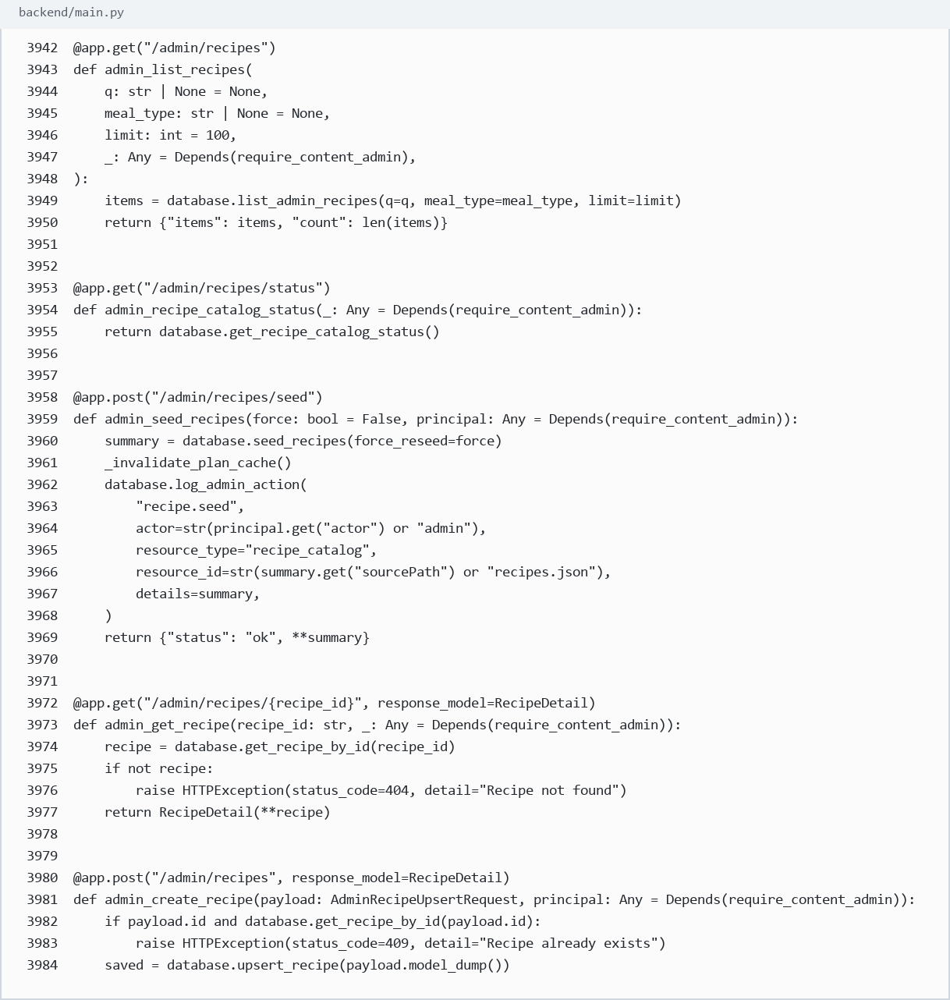 backend/main.py
3942  @app.get("/admin/recipes")
3943  def admin_list_recipes(
3944      q: str | None = None,
3945      meal_type: str | None = None,
3946      limit: int = 100,
3947      _: Any = Depends(require_content_admin),
3948  ):
3949      items = database.list_admin_recipes(q=q, meal_type=meal_type, limit=limit)
3950      return {"items": items, "count": len(items)}
3951
3952
3953  @app.get("/admin/recipes/status")
3954  def admin_recipe_catalog_status(_: Any = Depends(require_content_admin)):
3955      return database.get_recipe_catalog_status()
3956
3957
3958  @app.post("/admin/recipes/seed")
3959  def admin_seed_recipes(force: bool = False, principal: Any = Depends(require_content_admin)):
3960      summary = database.seed_recipes(force_reseed=force)
3961      _invalidate_plan_cache()
3962      database.log_admin_action(
3963          "recipe.seed",
3964          actor=str(principal.get("actor") or "admin"),
3965          resource_type="recipe_catalog",
3966          resource_id=str(summary.get("sourcePath") or "recipes.json"),
3967          details=summary,
3968      )
3969      return {"status": "ok", **summary}
3970
3971
3972  @app.get("/admin/recipes/{recipe_id}", response_model=RecipeDetail)
3973  def admin_get_recipe(recipe_id: str, _: Any = Depends(require_content_admin)):
3974      recipe = database.get_recipe_by_id(recipe_id)
3975      if not recipe:
3976          raise HTTPException(status_code=404, detail="Recipe not found")
3977      return RecipeDetail(**recipe)
3978
3979
3980  @app.post("/admin/recipes", response_model=RecipeDetail)
3981  def admin_create_recipe(payload: AdminRecipeUpsertRequest, principal: Any = Depends(require_content_admin)):
3982      if payload.id and database.get_recipe_by_id(payload.id):
3983          raise HTTPException(status_code=409, detail="Recipe already exists")
3984      saved = database.upsert_recipe(payload.model_dump())